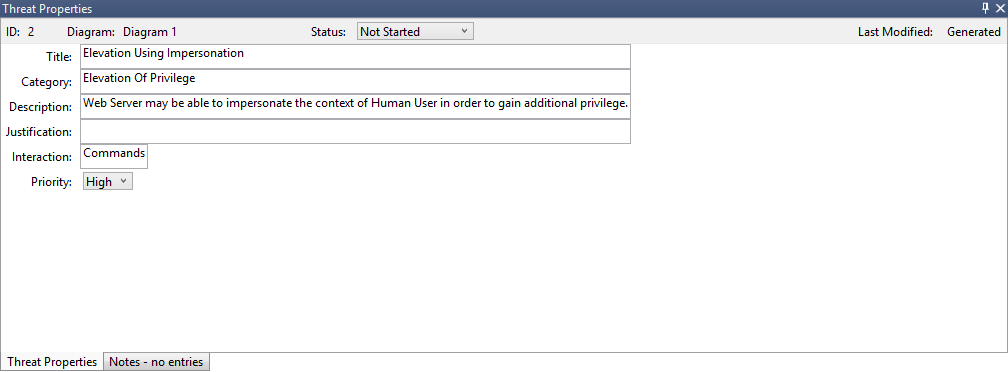 Threat Properties
ID: 2 Diagram: Diagram 1 Status: Not Started Last Modified: Generated
Title: Elevation Using Impersonation
Category: Elevation Of Privilege
Description: Web Server may be able to impersonate the context of Human User in order to gain additional privilege.
Justification:
Interaction: Commands
Priority: High
Threat Properties Notes - no entries